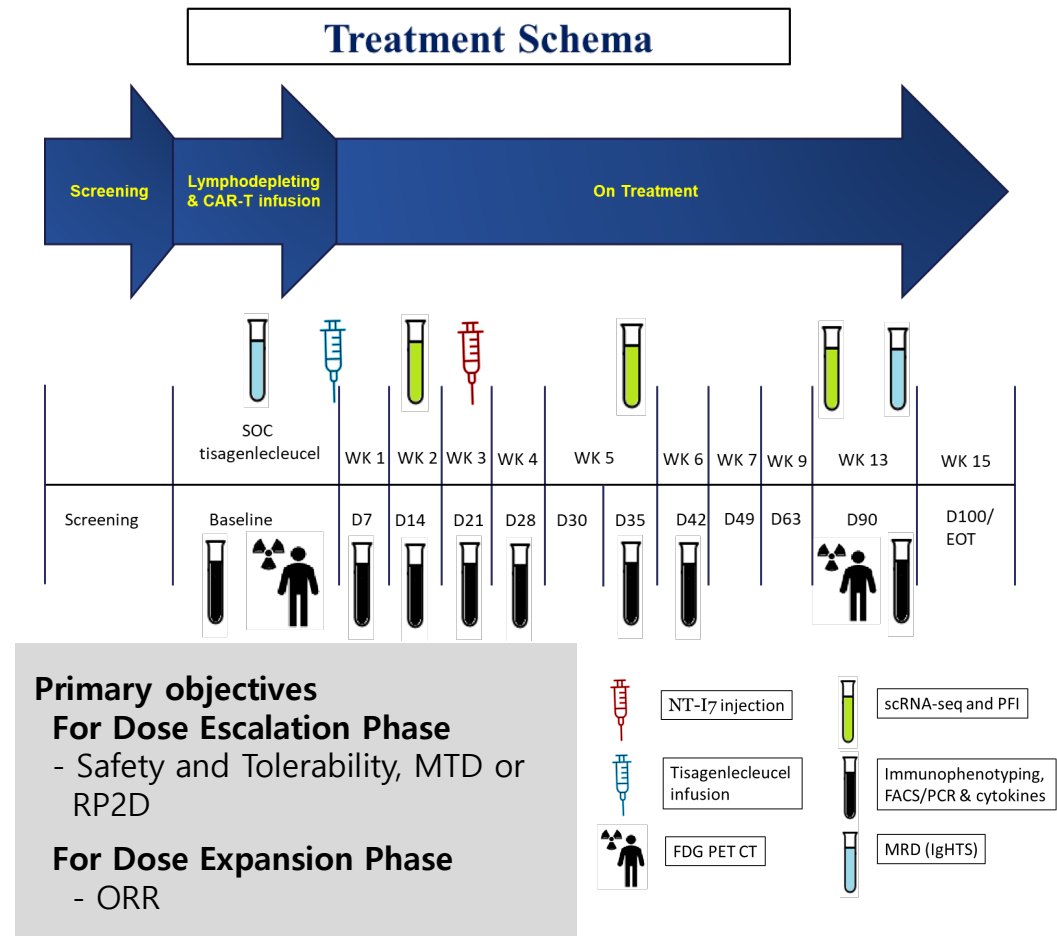 Treatment Schema
Screening
Lymphodepleting
& CAR-T infusion
On Treatment
SOC
tisagenlecleucel
WK 1
WK 2
WK 3
WK 4
WK 5
WK 6
WK 7
WK 9
WK 13
WK 15
Screening
Baseline
D7
D14
D21
D28
D30
D35
D42
D49
D63
D90
D100/
EOT
Primary objectives
For Dose Escalation Phase
- Safety and Tolerability, MTD or
RP2D
For Dose Expansion Phase
- ORR
NT-I7 injection
Tisagenlecleucel
infusion
FDG PET CT
scRNA-seq and PFI
Immunophenotyping,
FACS/PCR & cytokines
MRD (IgHTS)